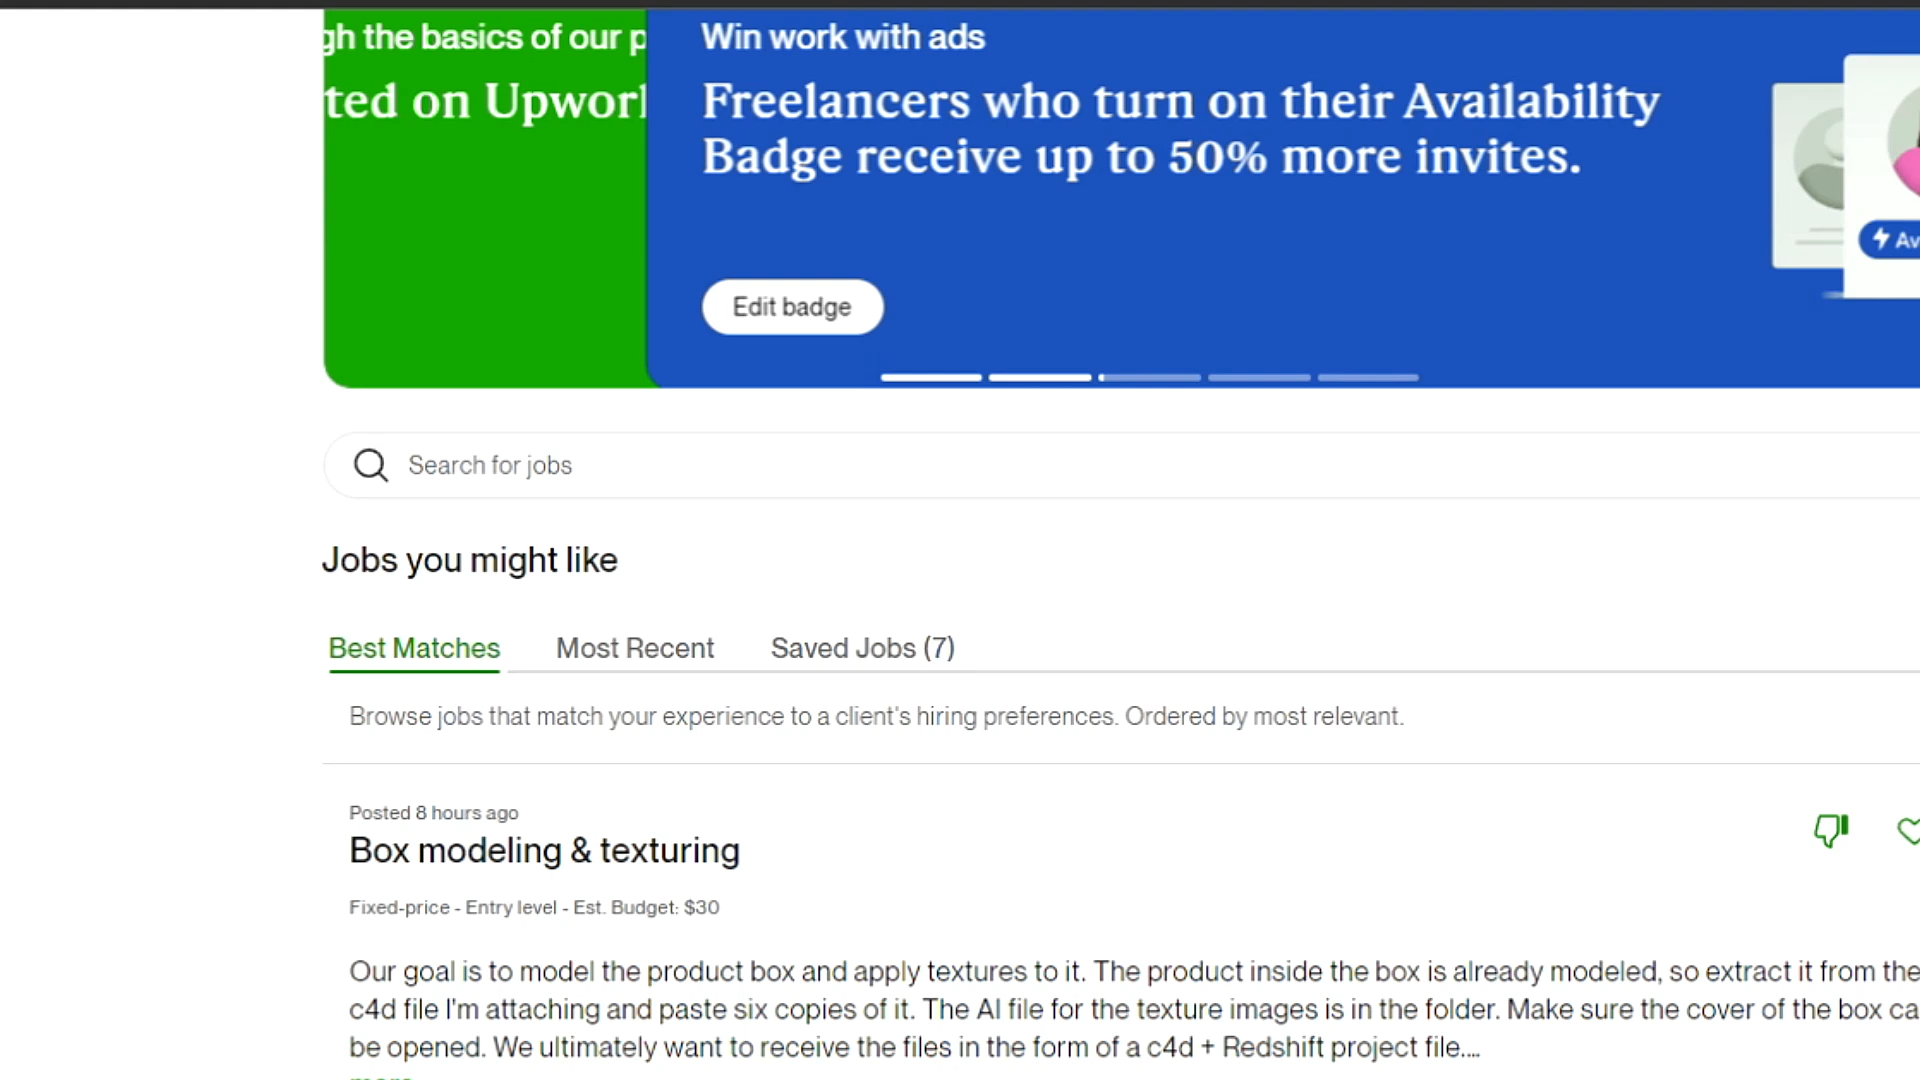 gh the basics of our p
ted on Upwor
Win work with ads
Freelancers who turn on their Availability
Badge receive up to 50% more invites.
Av
Edit badge
Search for jobs
Jobs you might like
Best Matches
Most Recent
Saved Jobs (7)
Browse jobs that match your experience to a client's hiring preferences. Ordered by most relevant.
Posted 8 hours ago
Box modeling & texturing
Fixed-price - Entry level - Est. Budget: $30
Our goal is to model the product box and apply textures to it. The product inside the box is already modeled, so extract it from the
c4d file I'm attaching and paste six copies of it. The AI file for the texture images is in the folder. Make sure the cover of the box ca
be opened. We ultimately want to receive the files in the form of a c4d + Redshift project file....